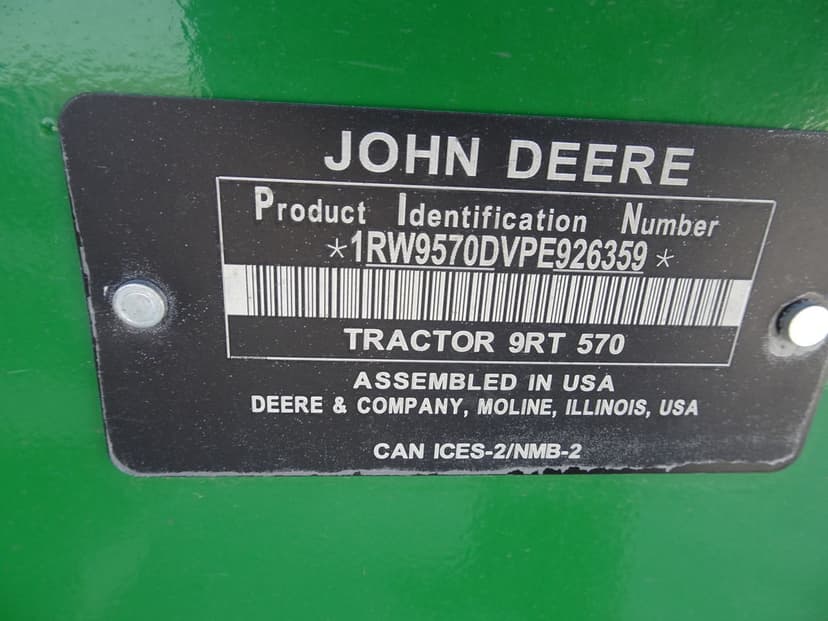 JOHN DEERE
Product Identification Number
*1RW9570DVPE926359*
TRACTOR 9RT 570
ASSEMBLED IN USA
DEERE & COMPANY, MOLINE, ILLINOIS, USA
CAN ICES-2/NMB-2